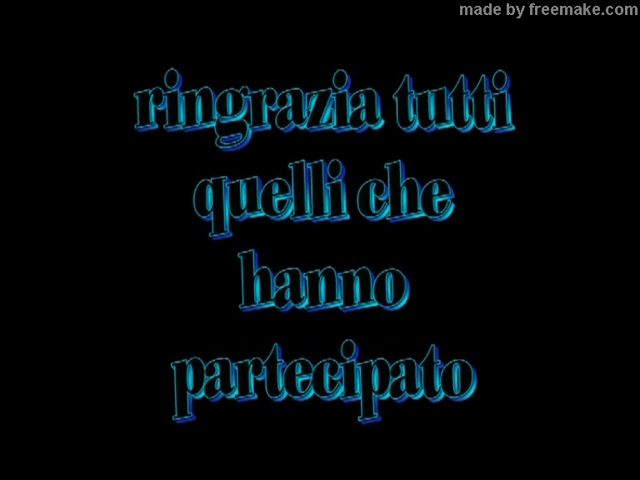 made by freemake.com
ringrazia tutti
quelli che
hanno
partecipato